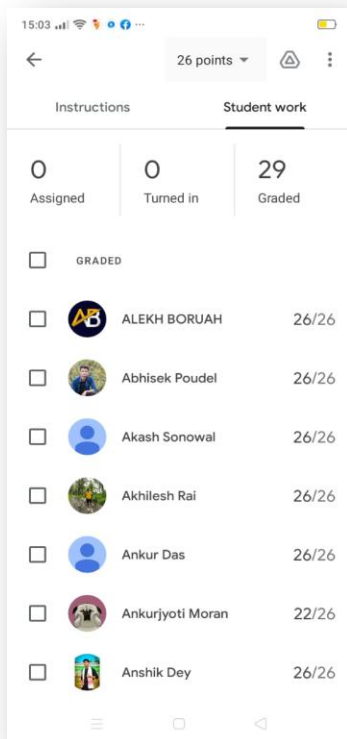 15:03
26 points
Instructions Student work
0 0 29
Assigned Turned in Graded
GRADED
AB ALEKH BORUAH 26/26
Abhisek Poudel 26/26
Akash Sonowal 26/26
Akhilesh Rai 26/26
Ankur Das 26/26
Ankurjyoti Moran 22/26
Anshik Dey 26/26